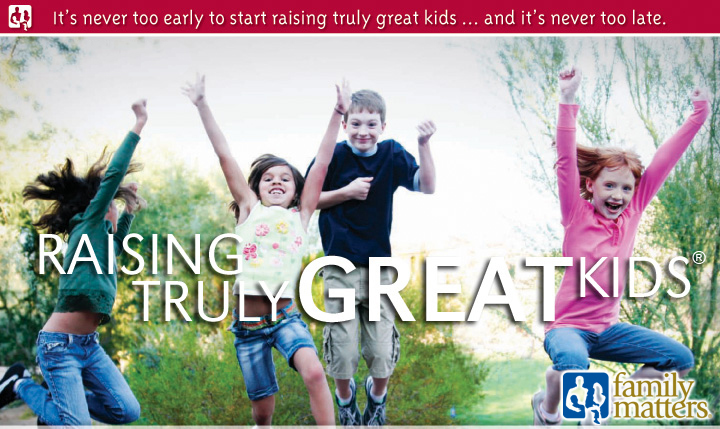 It's never too early to start raising truly great kids ... and it's never too late.
RAISING
TRULY GREAT KIDS®
family
matters